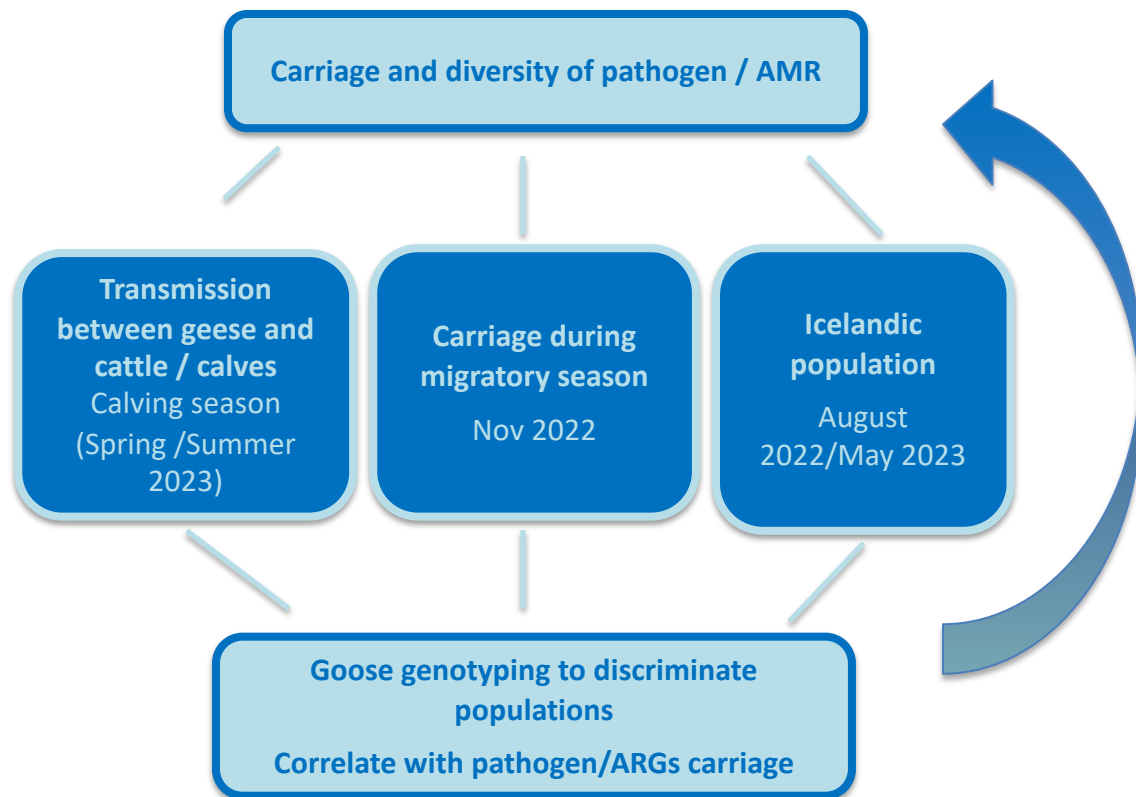 Carriage and diversity of pathogen / AMR
Transmission
between geese and
cattle / calves
Calving season
(Spring /Summer
2023)
Carriage during
migratory season
Nov 2022
Icelandic
population
August
2022/May 2023
Goose genotyping to discriminate
populations
Correlate with pathogen/ARGs carriage